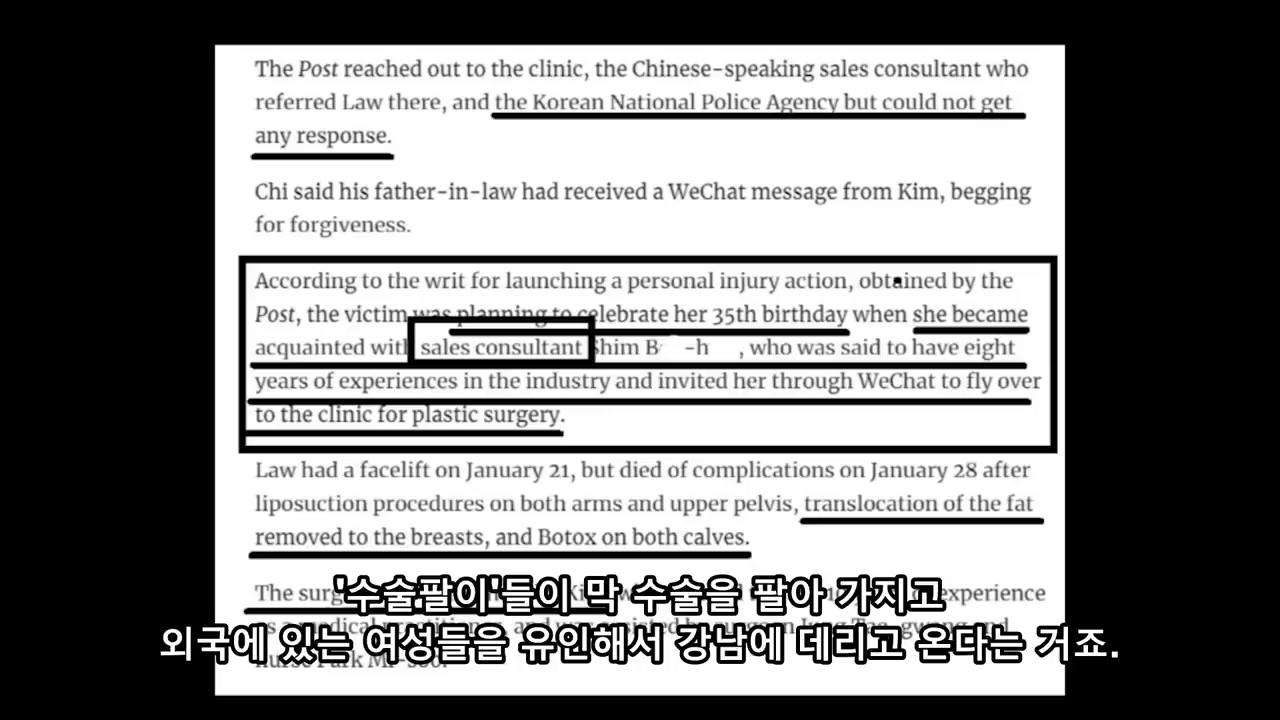 The Post reached out to the clinic, the Chinese-speaking sales consultant who
referred Law there, and the Korean National Police Agency but could not get
any response.
Chi said his father-in-law had received a WeChat message from Kim, begging
for forgiveness.
According to the writ for launching a personal injury action, obtained by the
Post, the victim was planning to celebrate her 35th birthday when she became
acquainted with sales consultant Shim B -h , who was said to have eight
years of experiences in the industry and invited her through WeChat to fly over
to the clinic for plastic surgery.
Law had a facelift on January 21, but died of complications on January 28 after
liposuction procedures on both arms and upper pelvis, translocation of the fat
removed to the breasts, and Botox on both calves.
The experience
'수술팔이'들이 막 수술을 팔아 가지고
외국에 있는 여성들을 유인해서 강남에 데리고 온다는 거죠.